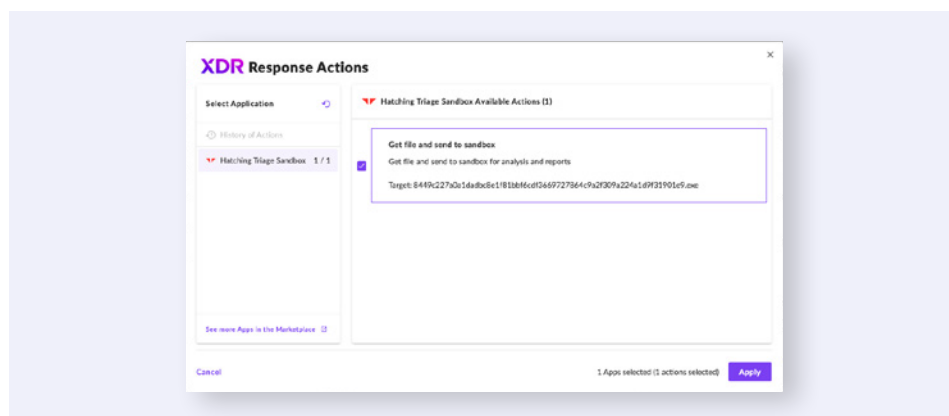 XDR Response Actions
Select Application
Hatching Triage Sandbox Available Actions (1)
History of Actions
Hatching Triage Sandbox 1 / 1
Get file and send to sandbox
Get file and send to sandbox for analysis and reports
Target:
See more Apps in the Marketplace
Cancel
1 Apps selected (1 actions selected)
Apply